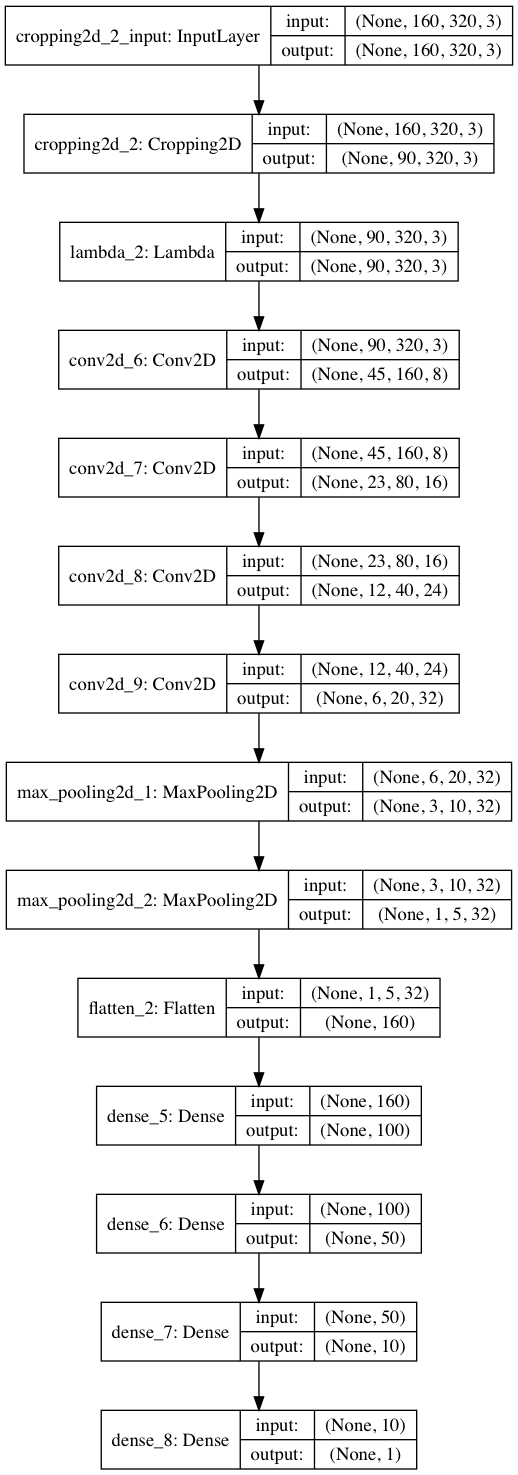 cropping2d_2_input: InputLayer input: (None, 160, 320, 3)
output: (None, 160, 320, 3)
cropping2d_2: Cropping2D input: (None, 160, 320, 3)
output: (None, 90, 320, 3)
lambda_2: Lambda input: (None, 90, 320, 3)
output: (None, 90, 320, 3)
conv2d_6: Conv2D input: (None, 90, 320, 3)
output: (None, 45, 160, 8)
conv2d_7: Conv2D input: (None, 45, 160, 8)
output: (None, 23, 80, 16)
conv2d_8: Conv2D input: (None, 23, 80, 16)
output: (None, 12, 40, 24)
conv2d_9: Conv2D input: (None, 12, 40, 24)
output: (None, 6, 20, 32)
max_pooling2d_1: MaxPooling2D input: (None, 6, 20, 32)
output: (None, 3, 10, 32)
max_pooling2d_2: MaxPooling2D input: (None, 3, 10, 32)
output: (None, 1, 5, 32)
flatten_2: Flatten input: (None, 1, 5, 32)
output: (None, 160)
dense_5: Dense input: (None, 160)
output: (None, 100)
dense_6: Dense input: (None, 100)
output: (None, 50)
dense_7: Dense input: (None, 50)
output: (None, 10)
dense_8: Dense input: (None, 10)
output: (None, 1)